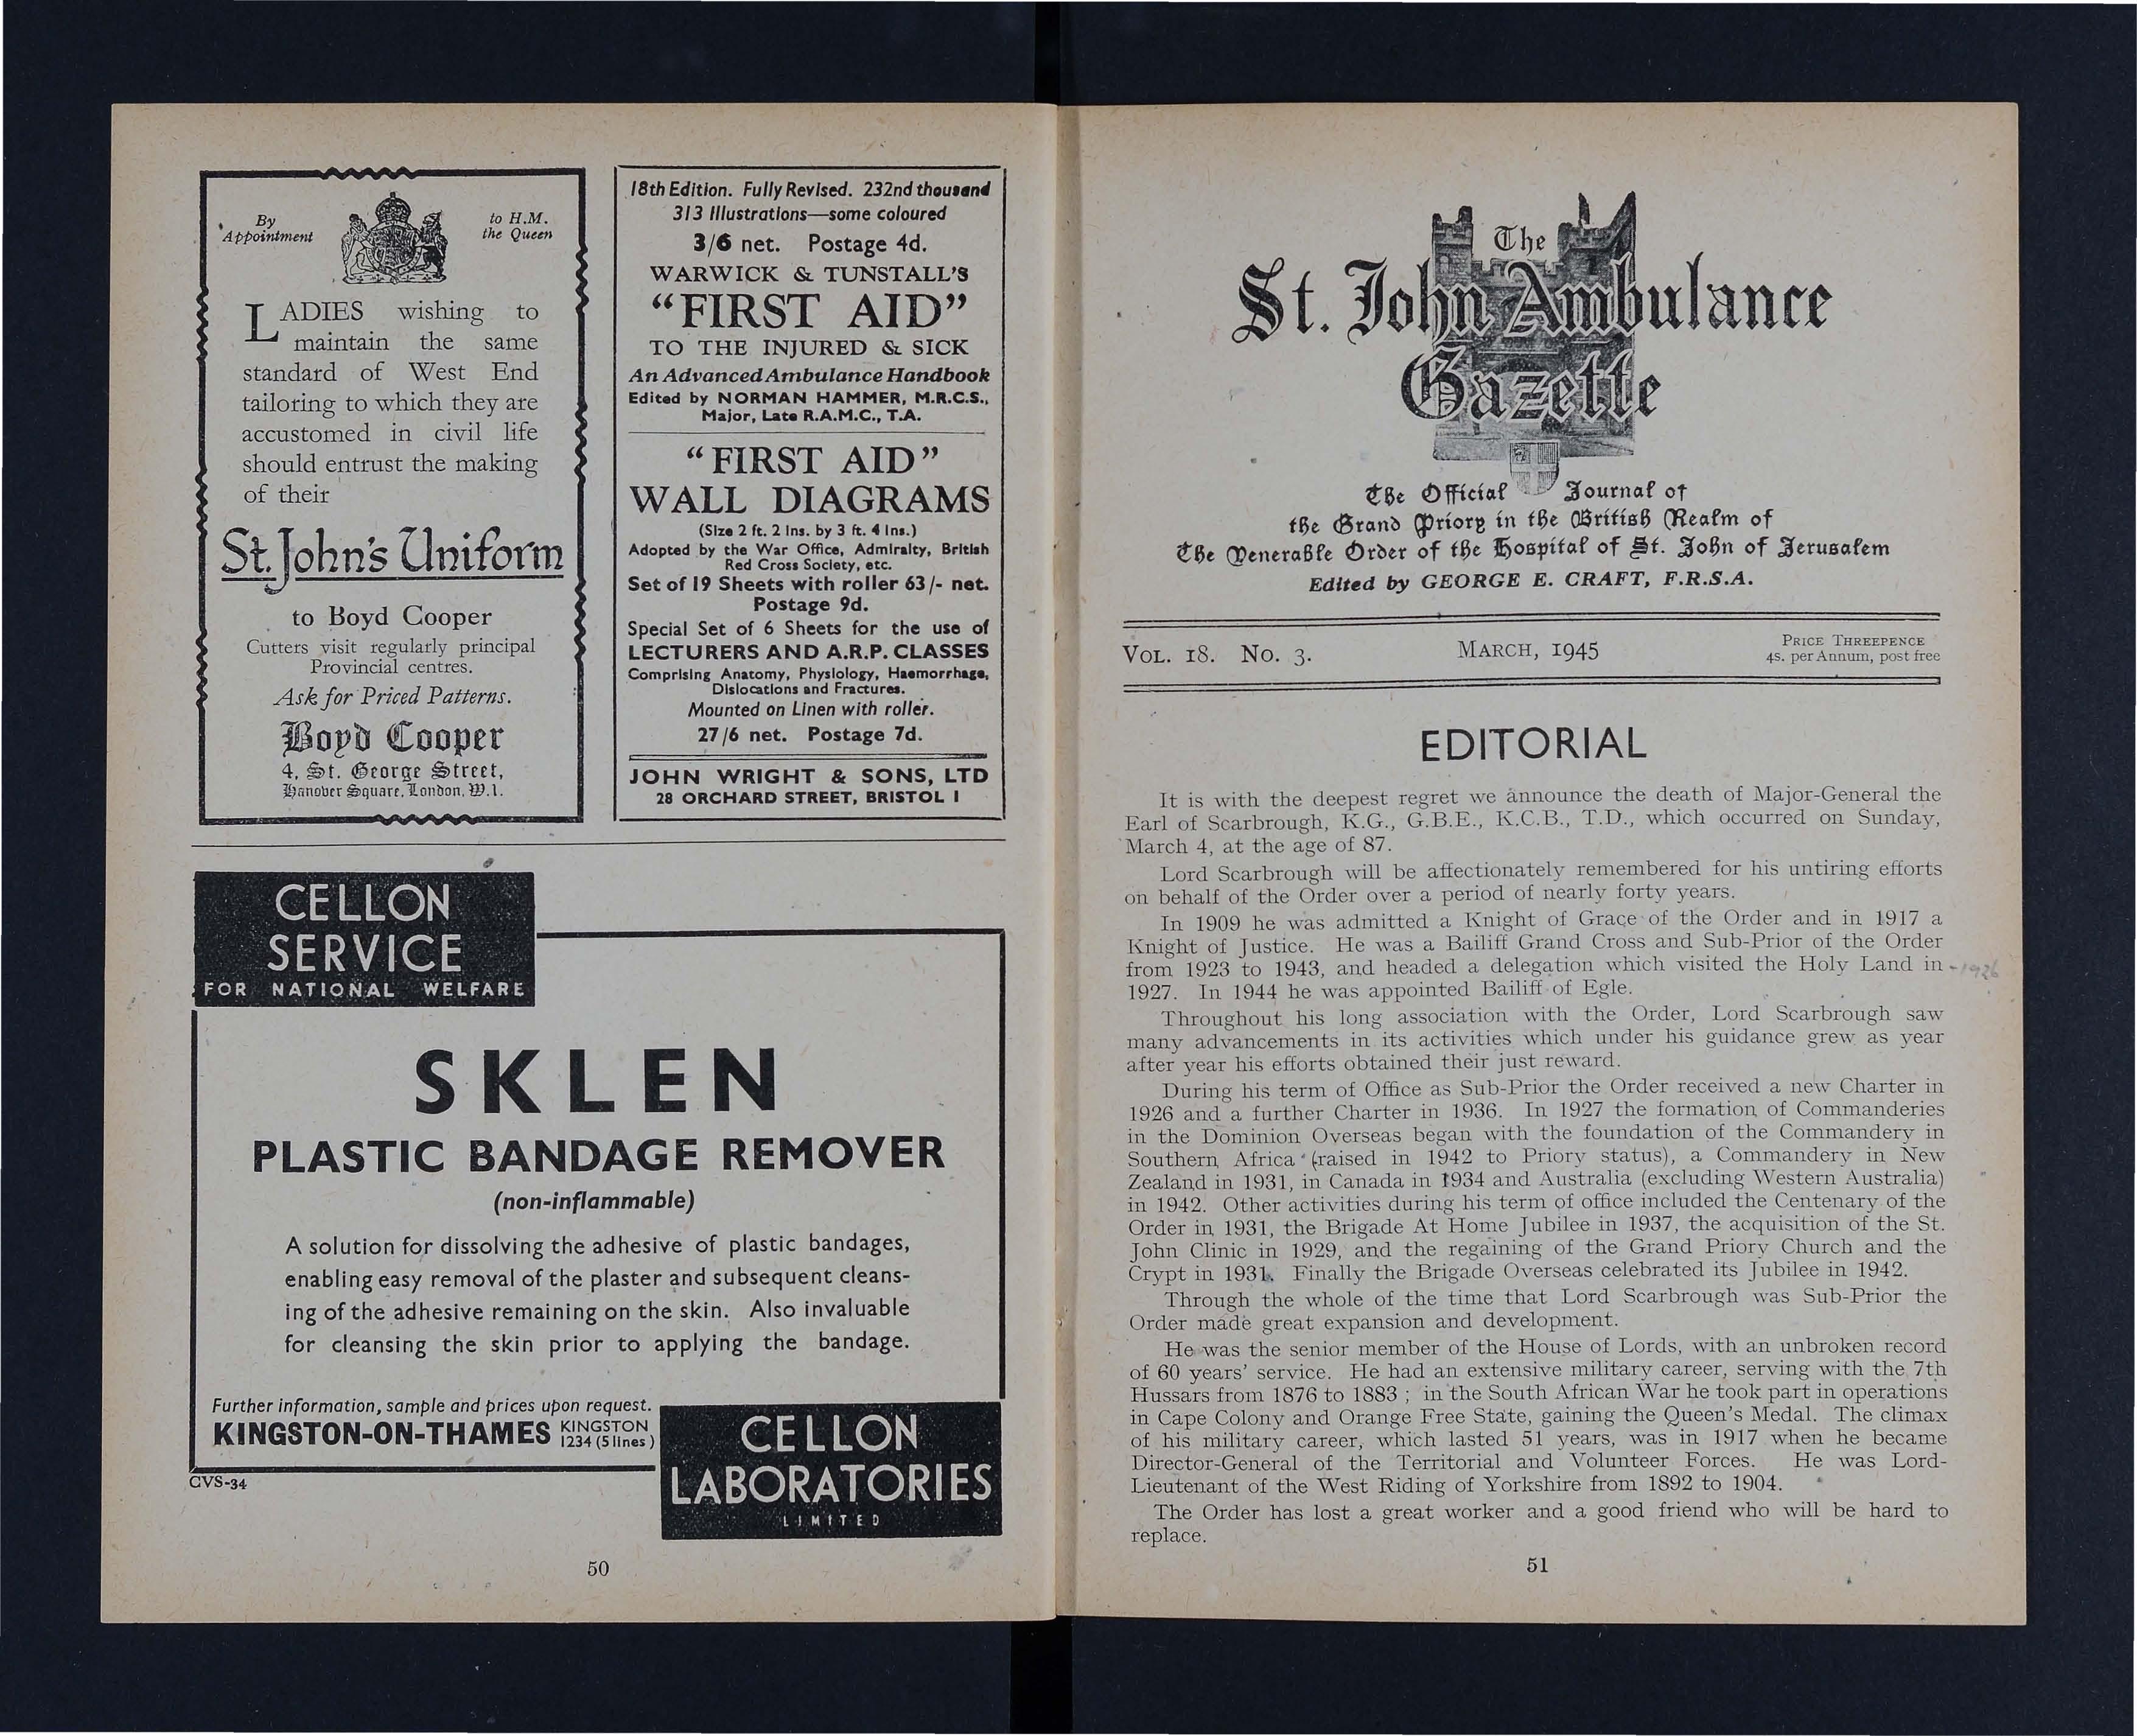 By
Appointment
to H.M.
the Queen
LADIES wishing to
maintain the same
standard of West End
tailoring to which they are
accustomed in civil life
should entrust the making
of their
St. John's Uniform
to Boyd Cooper
Cutters visit regularly principal
Provincial centres.
Ask for Priced Patterns.
Boyd Cooper
4, St. George Street,
Hanover Square, London, W.1.
18th Edition. Fully Revised. 232nd thousand
313 Illustrations—some coloured
3/6 net. Postage 4d.
WARWICK & TUNSTALL'S
"FIRST AID"
TO THE INJURED & SICK
An Advanced Ambulance Handbook
Edited by NORMAN HAMMER, M.R.C.S.,
Major, Late R.A.M.C., T.A.
"FIRST AID"
WALL DIAGRAMS
(Size 2 ft. 2 ins. by 3 ft. 4 ins.)
Adopted by the War Office, Admiralty, British
Red Cross Society, etc.
Set of 19 Sheets with roller 63/- net.
Postage 9d.
Special Set of 6 Sheets for the use of
LECTURERS AND A.R.P. CLASSES
Comprising Anatomy, Physiology, Haemorrhage,
Dislocations and Fractures.
Mounted on Linen with roller.
27/6 net. Postage 7d.
JOHN WRIGHT & SONS, LTD
28 ORCHARD STREET, BRISTOL 1
CELLON
SERVICE
FOR NATIONAL WELFARE
SKLEN
PLASTIC BANDAGE REMOVER
(non-inflammable)
A solution for dissolving the adhesive of plastic bandages,
enabling easy removal of the plaster and subsequent cleans-
ing of the adhesive remaining on the skin. Also invaluable
for cleansing the skin prior to applying the bandage.
Further information, sample and prices upon request.
KINGSTON-ON-THAMES KINGSTON
1234 (5 lines)
CELLON
LABORATORIES
LIMITED
CVS-34
50
The
St. John Ambulance
Gazette
The Official Journal of
the Grand Priory in the British Realm of
The Venerable Order of the Hospital of St. John of Jerusalem
Edited by GEORGE E. CRAFT, F.R.S.A.
VOL. 18. No. 3.
MARCH, 1945
PRICE THREEPENCE
4s. per Annum, post free
EDITORIAL
It is with the deepest regret we announce the death of Major-General the
Earl of Scarbrough, K.G., G.B.E., K.C.B., T.D., which occurred on Sunday,
March 4, at the age of 87.
Lord Scarbrough will be affectionately remembered for his untiring efforts
on behalf of the Order over a period of nearly forty years.
In 1909 he was admitted a Knight of Grace of the Order and in 1917 a
Knight of Justice. He was a Bailiff Grand Cross and Sub-Prior of the Order
from 1923 to 1943, and headed a delegation which visited the Holy Land in - 1926
1927. In 1944 he was appointed Bailiff of Egle.
Throughout his long association with the Order, Lord Scarbrough saw
many advancements in its activities which under his guidance grew as year
after year his efforts obtained their just reward.
During his term of Office as Sub-Prior the Order received a new Charter in
1926 and a further Charter in 1936. In 1927 the formation of Commanderies
in the Dominion Overseas began with the foundation of the Commandery in
Southern Africa (raised in 1942 to Priory status), a Commandery in New
Zealand in 1931, in Canada in 1934 and Australia (excluding Western Australia)
in 1942. Other activities during his term of office included the Centenary of the
Order in 1931, the Brigade At Home Jubilee in 1937, the acquisition of the St.
John Clinic in 1929, and the regaining of the Grand Priory Church and the
Crypt in 1931. Finally the Brigade Overseas celebrated its Jubilee in 1942.
Through the whole of the time that Lord Scarbrough was Sub-Prior the
Order made great expansion and development.
He was the senior member of the House of Lords, with an unbroken record
of 60 years' service. He had an extensive military career, serving with the 7th
Hussars from 1876 to 1883 ; in the South African War he took part in operations
in Cape Colony and Orange Free State, gaining the Queen's Medal. The climax
of his military career, which lasted 51 years, was in 1917 when he became
Director-General of the Territorial and Volunteer Forces. He was Lord-
Lieutenant of the West Riding of Yorkshire from 1892 to 1904.
The Order has lost a great worker and a good friend who will be hard to
replace.
51